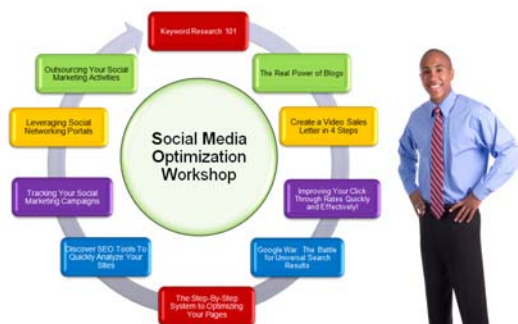 Keyword Research 101
The Real Power of Blogs
Create a Video Sales
Letter in 4 Steps
Improving Your Click
Through Rates Quickly
and Effectively!
Google War: The Battle
for Universal Search
Results
The Step-By-Step
System to Optimizing
Your Pages
Discover SEO Tools To
Quickly Analyze Your
Sites
Tracking Your Social
Marketing Campaigns
Leveraging Social
Networking Portals
Outsourcing Your Social
Marketing Activities
Social Media
Optimization
Workshop